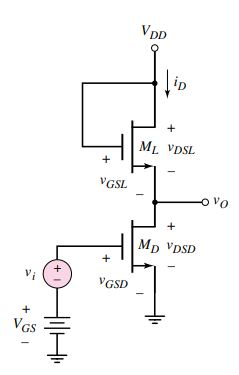 V_DD
i_D
+
M_L v_DSL
+
v_GSL
−
−
v_O
+
M_D v_DSD
+
v_i + −
v_GSD
−
−
+
V_GS
−